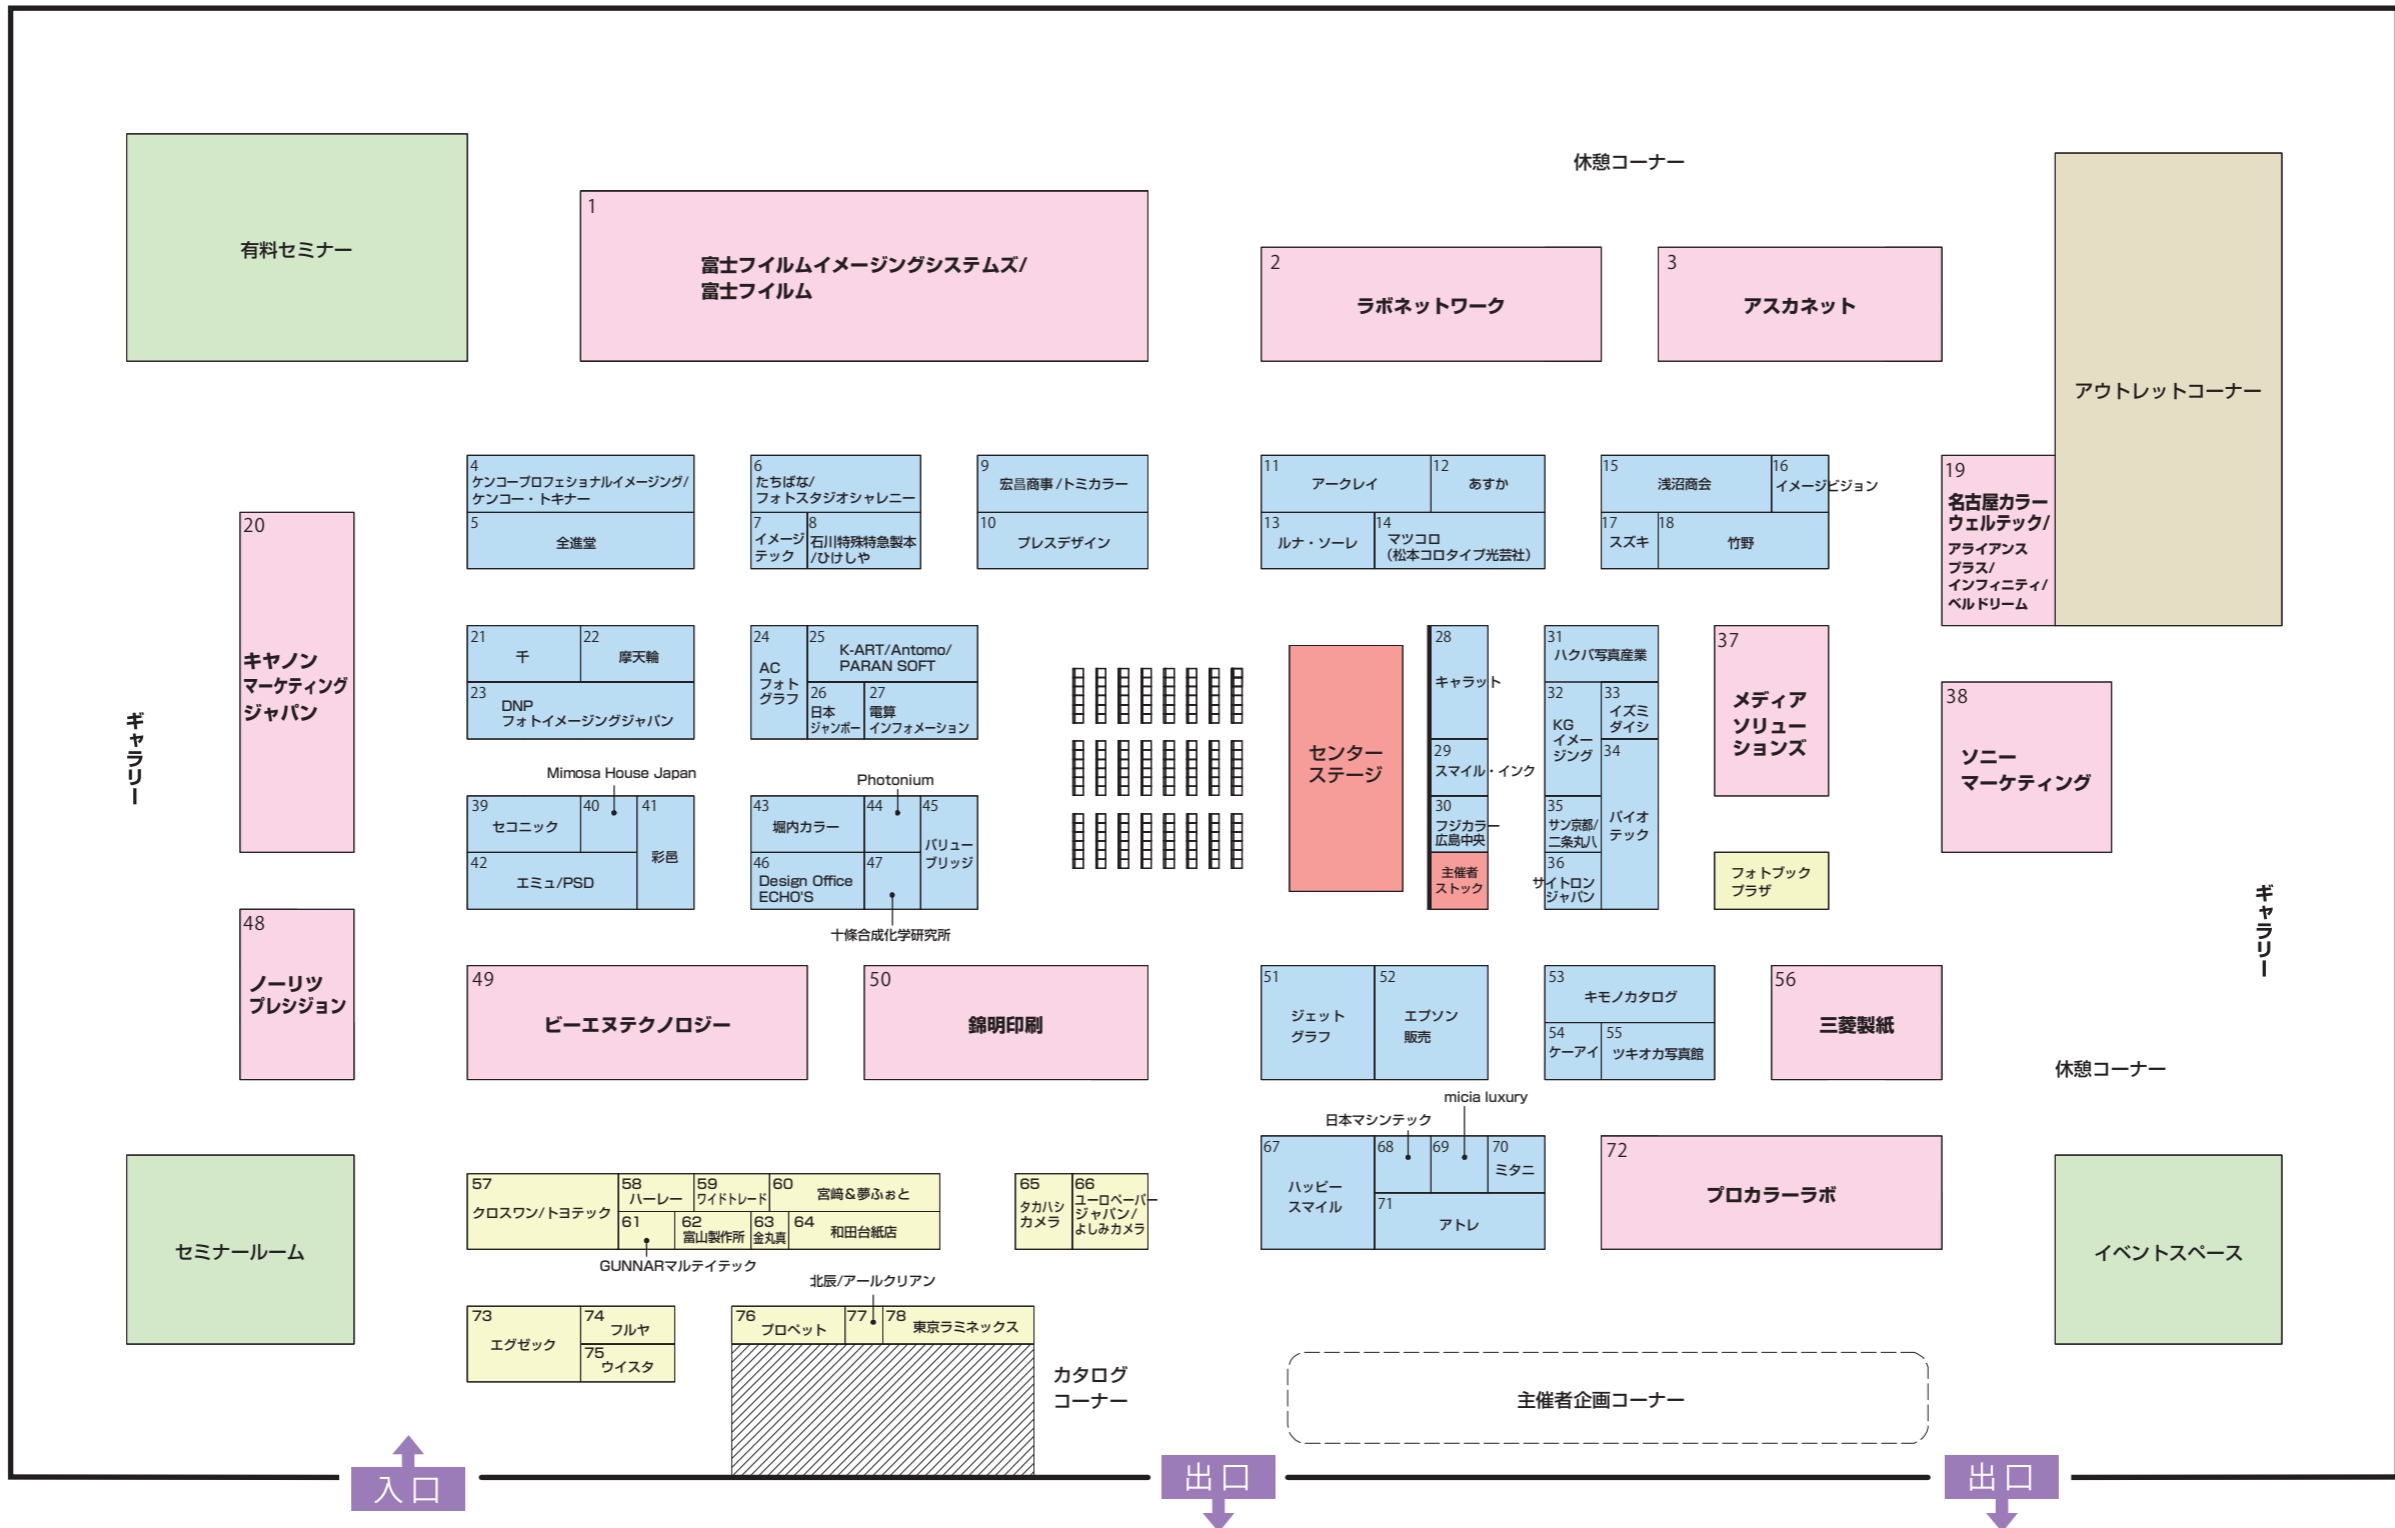 休憩コーナー
有料セミナー
1
富士フイルムイメージングシステムズ/
富士フイルム
2
ラボネットワーク
3
アスカネット
アウトレットコーナー
4
ケンコープロフェショナルイメージング/
ケンコー・トキナー
5
全進堂
6
たちばな/
フォトスタジオシャレニー
7
イメージ
テック
8
石川特殊特急製本
/ひけしや
9
宏昌商事/トミカラー
10
プレスデザイン
11
アークレイ
12
あすか
13
ルナ・ソーレ
14
マツコロ
（松本コロタイプ光芸社）
15
浅沼商会
16
イメージビジョン
17
スズキ
18
竹野
19
名古屋カラー
ウェルテック/
アライアンス
プラス/
インフィニティ/
ベルドリーム
20
キヤノン
マーケティング
ジャパン
ギャラリー
21
千
22
摩天輪
23
DNP
フォトイメージングジャパン
24
AC
フォト
グラフ
25
K-ART/Antomo/
PARAN SOFT
26
日本
ジャンボー
27
電算
インフォメーション
センター
ステージ
28
キャラット
29
スマイル・インク
30
フジカラー
広島中央
主催者
ストック
31
ハクバ写真産業
32
KG
イメー
ジング
33
イズミ
ダイシ
34
バイオ
テック
35
サン京都/
二条丸八
36
サイトロン
ジャパン
37
メディア
ソリュー
ションズ
38
ソニー
マーケティング
フォトブック
プラザ
ギャラリー
Mimosa House Japan
39
セコニック
40
41
彩邑
42
エミュ/PSD
Photonium
43
堀内カラー
44
45
バリュー
ブリッジ
46
Design Office
ECHO'S
47
十條合成化学研究所
48
ノーリツ
プレシジョン
49
ビーエヌテクノロジー
50
錦明印刷
51
ジェット
グラフ
52
エプソン
販売
53
キモノカタログ
54
ケーアイ
55
ツキオカ写真館
56
三菱製紙
休憩コーナー
micia luxury
日本マシンテック
57
クロスワン/トヨテック
58
ハーレー
59
ワイドトレード
60
宮﨑＆夢ふぉと
61
62
富山製作所
63
金丸真
64
和田台紙店
GUNNARマルテイテック
65
タカハシ
カメラ
66
ユーロペーパー
ジャパン/
よしみカメラ
67
ハッピー
スマイル
68
69
70
ミタニ
71
アトレ
72
プロカラーラボ
セミナールーム
イベントスペース
北辰/アールクリアン
73
エグゼック
74
フルヤ
75
ウイスタ
76
プロペット
77
78
東京ラミネックス
カタログ
コーナー
主催者企画コーナー
入口
出口
出口